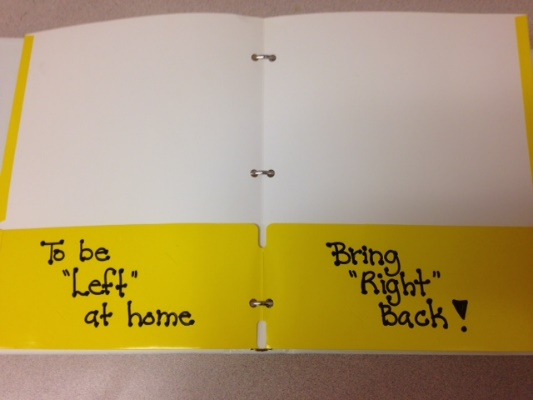 To be
"Left"
at home
Bring
"Right"
Back!